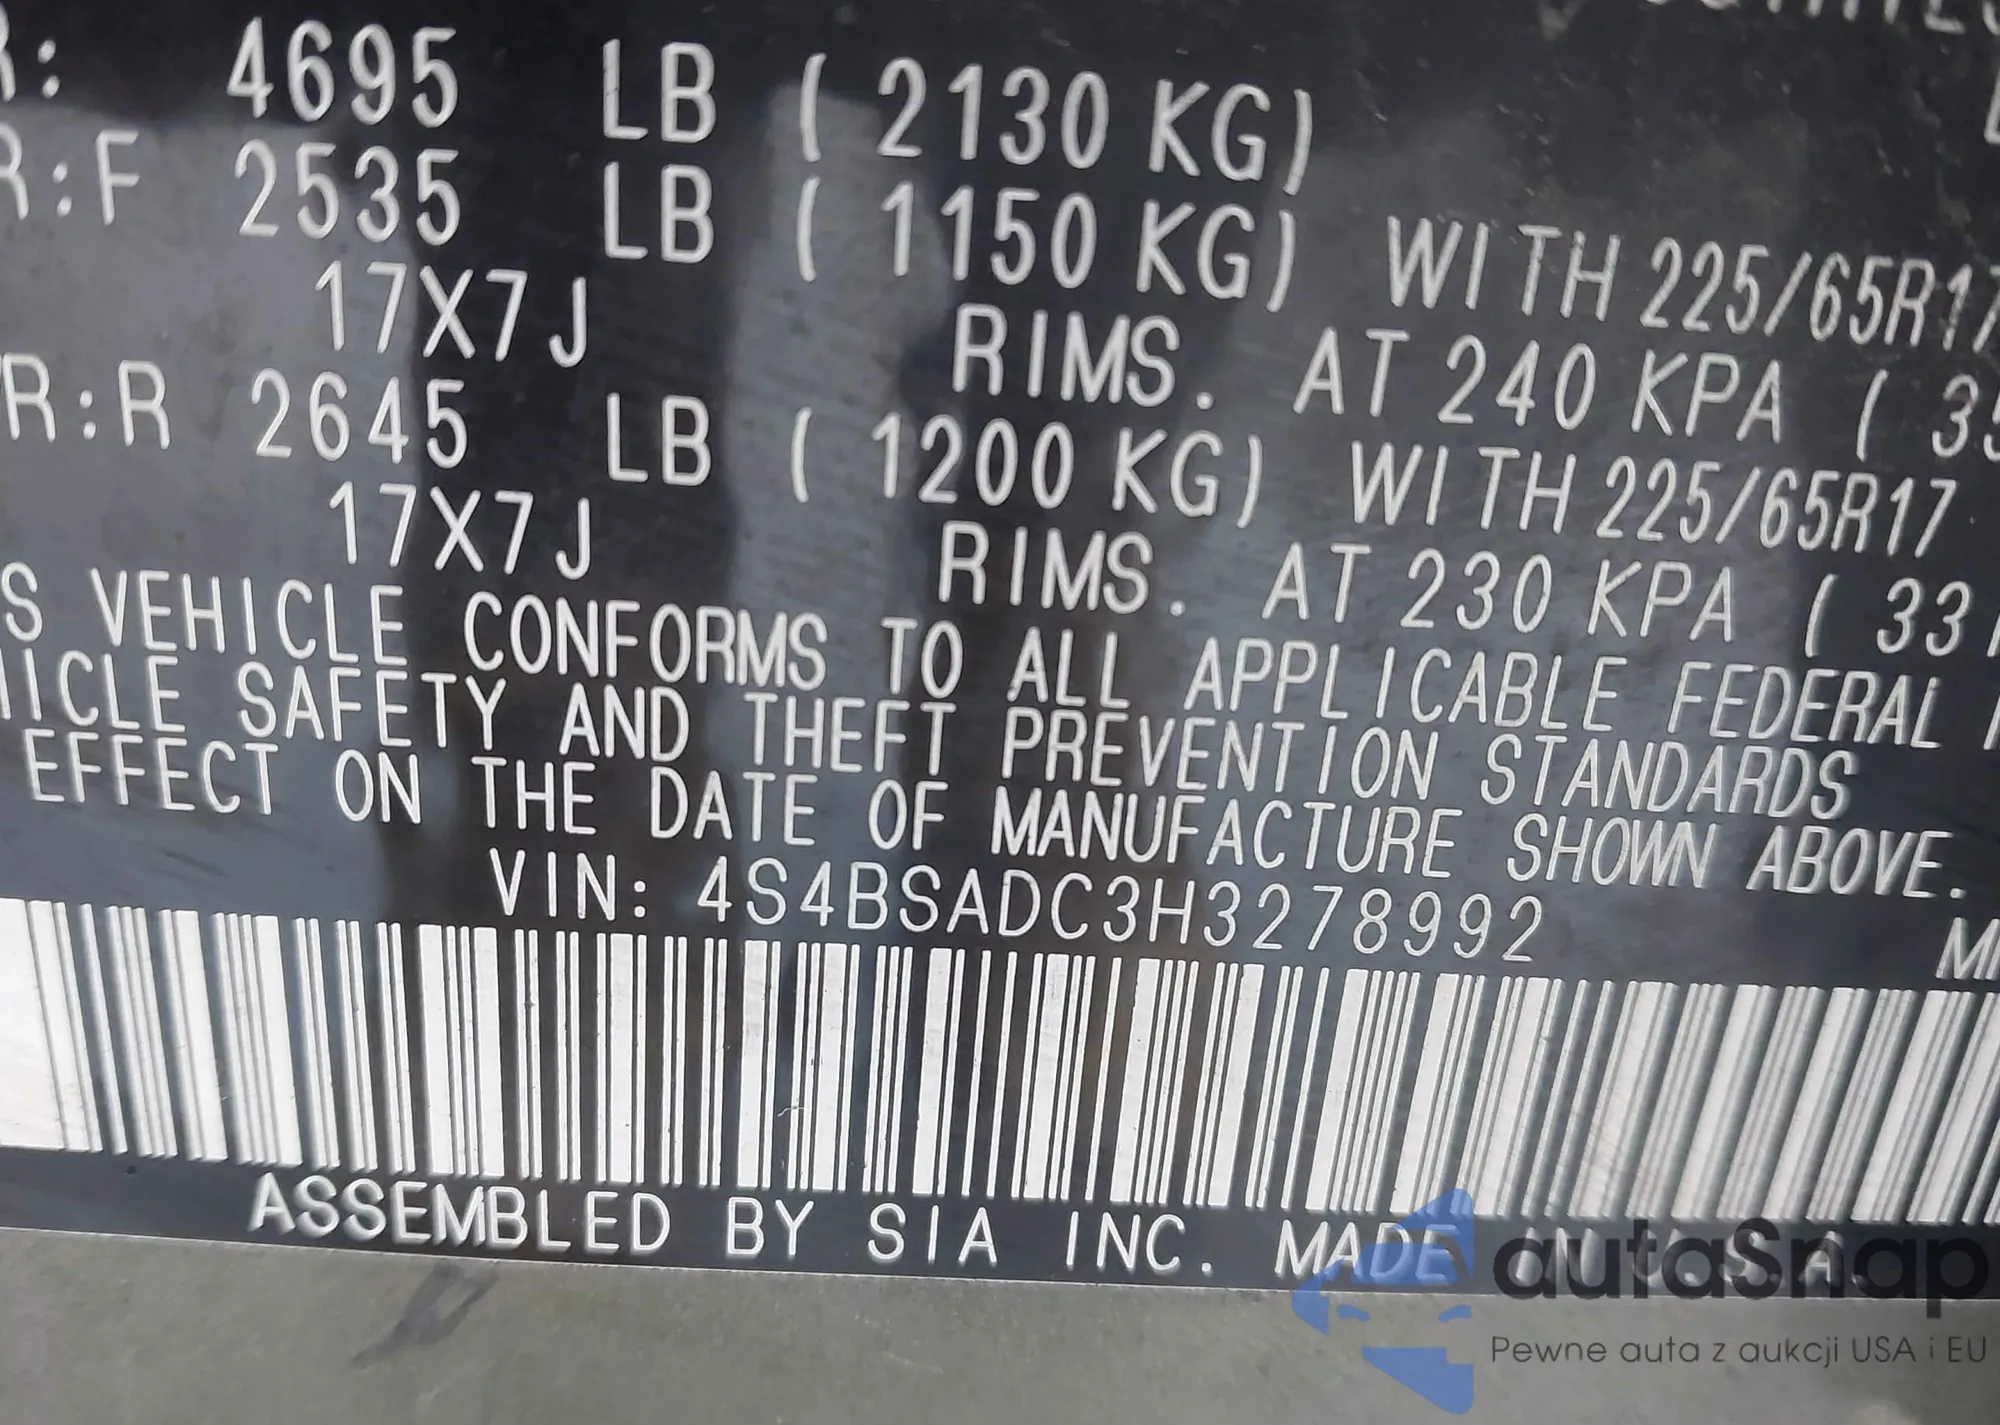 R: 4695 LB ( 2130 KG)
R:F 2535 LB ( 1150 KG) WITH 225/65R17
17X7J RIMS. AT 240 KPA ( 35
R:R 2645 LB ( 1200 KG) WITH 225/65R17
17X7J RIMS. AT 230 KPA ( 33
S VEHICLE CONFORMS TO ALL APPLICABLE FEDERAL
ICLE SAFETY AND THEFT PREVENTION STANDARDS
EFFECT ON THE DATE OF MANUFACTURE SHOWN ABOVE.
VIN: 4S4BSADC3H3278992
ASSEMBLED BY SIA INC. MADE IN U.S.A.
autaSnap
Pewne auta z aukcji USA i EU